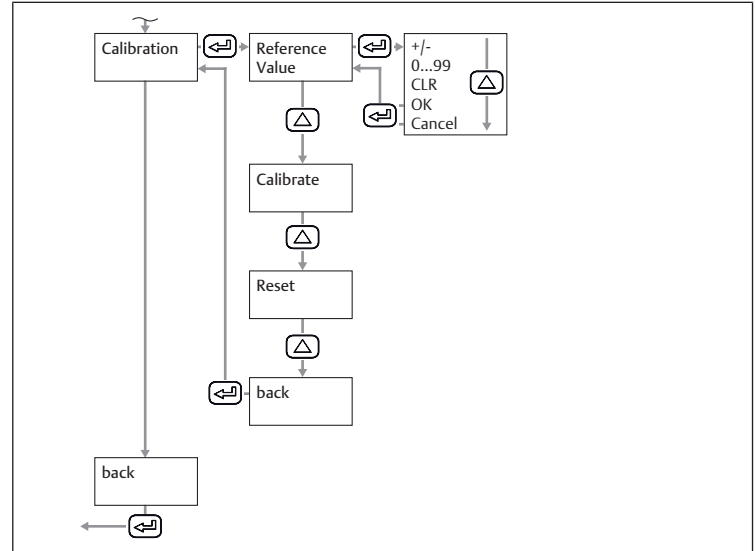 Calibration
Reference
Value
+/-
0...99
CLR
OK
Cancel
Calibrate
Reset
back
back